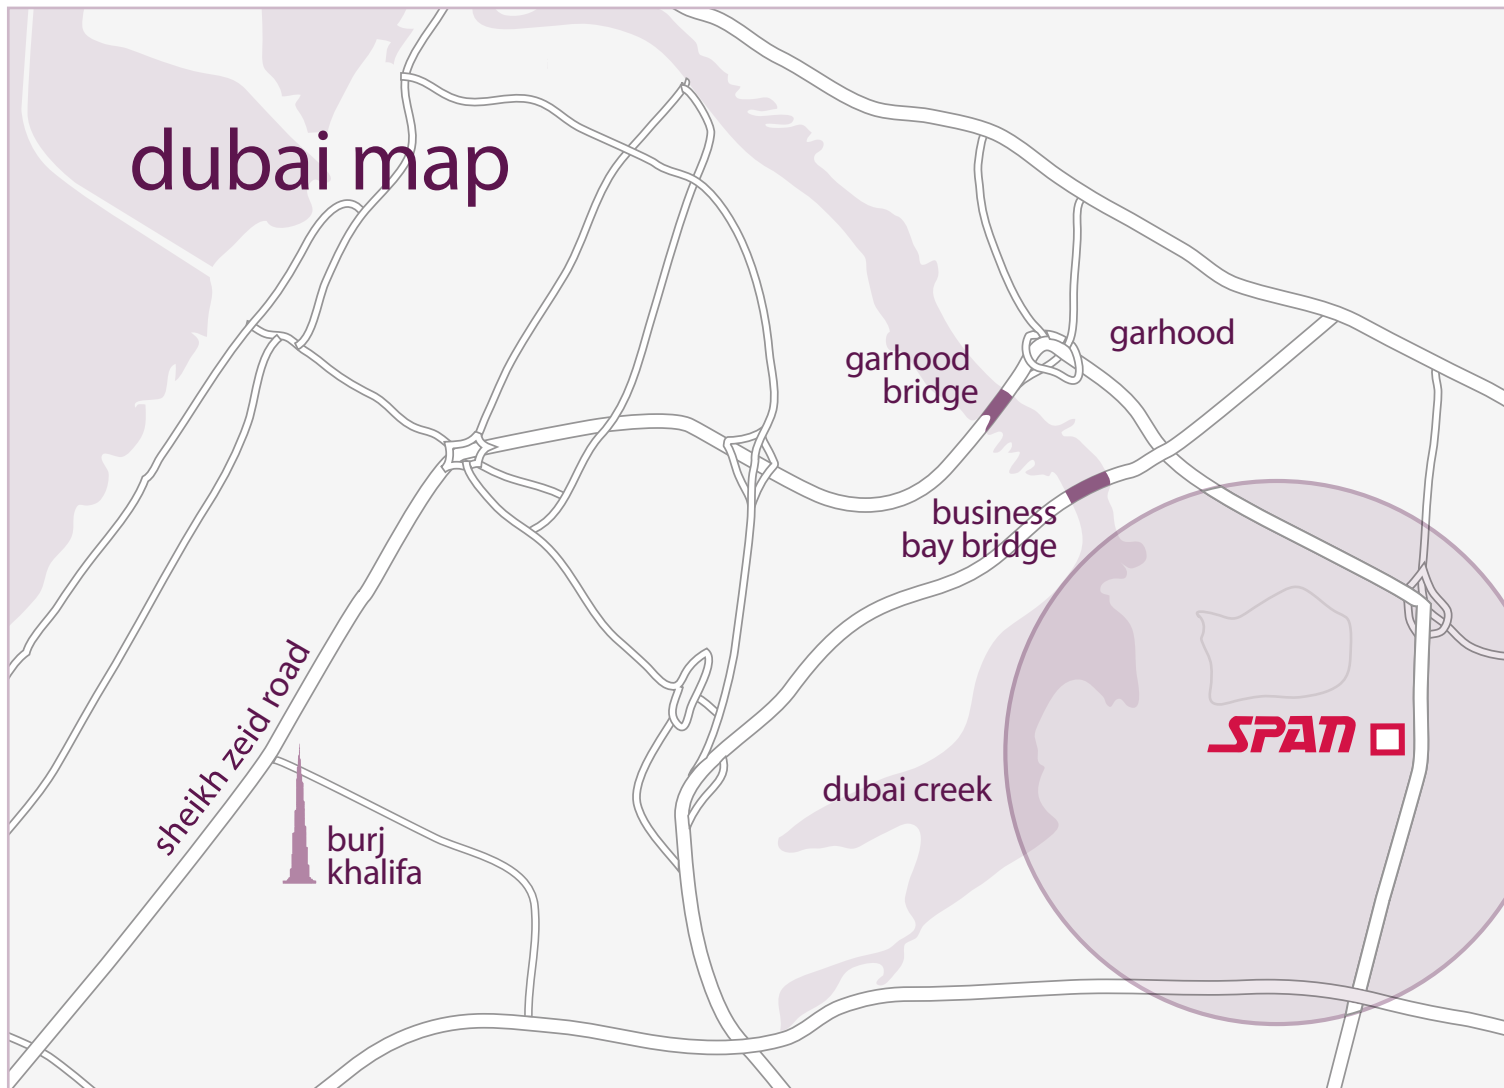 dubai map
garhood
garhood
bridge
business
bay bridge
sheikh zeid road
SPAN
dubai creek
burj
khalifa